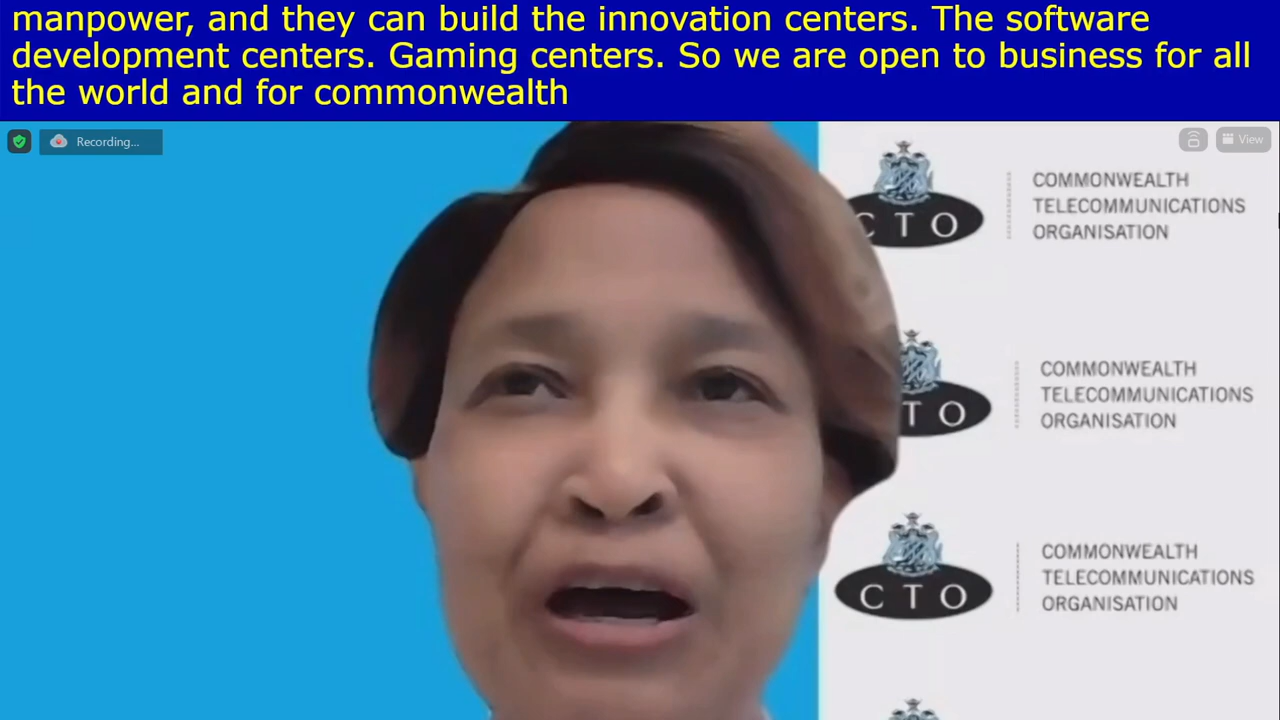 manpower, and they can build the innovation centers. The software
development centers. Gaming centers. So we are open to business for all
the world and for commonwealth
Recording...
View
CTO
COMMONWEALTH
TELECOMMUNICATIONS
ORGANISATION
TO
COMMONWEALTH
TELECOMMUNICATIONS
ORGANISATION
CTO
COMMONWEALTH
TELECOMMUNICATIONS
ORGANISATION